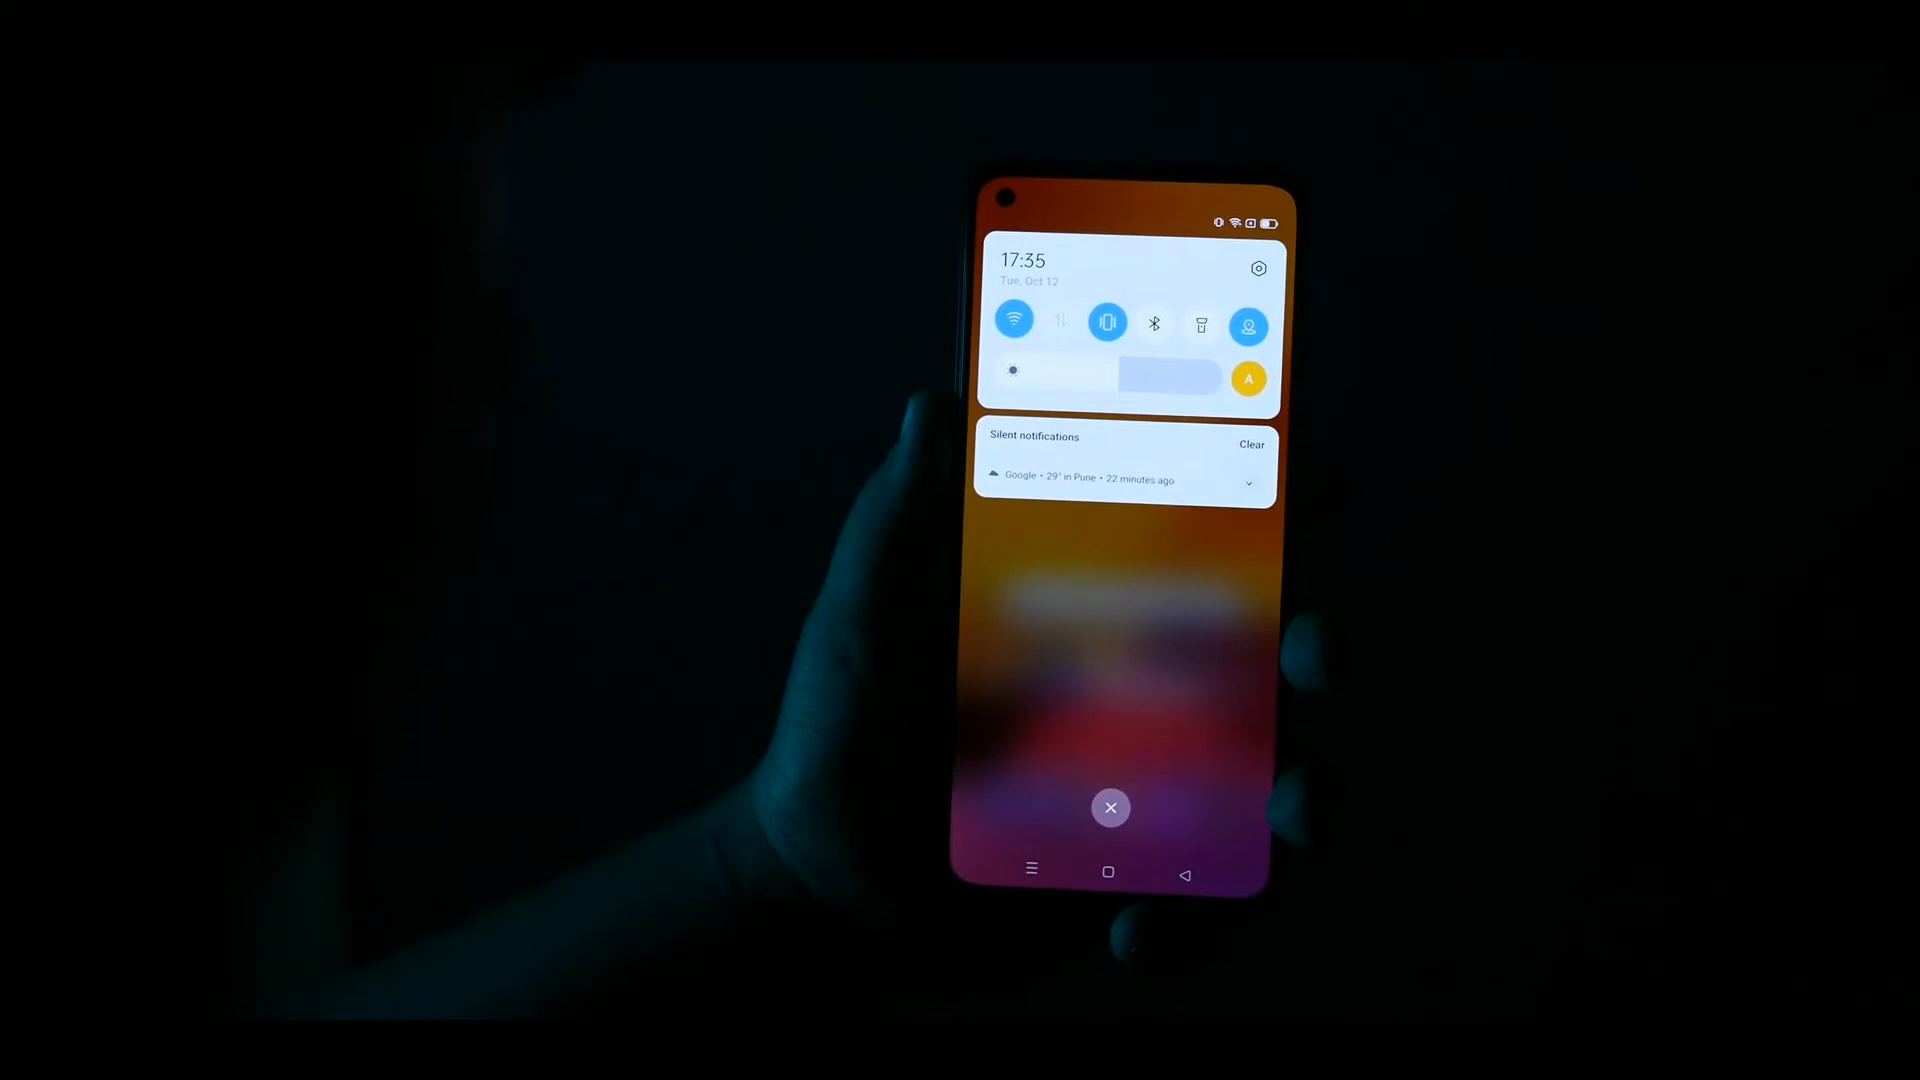 17:35
Tue, Oct 12
A
Silent notifications
Clear
Google • 29° in Pune • 22 minutes ago